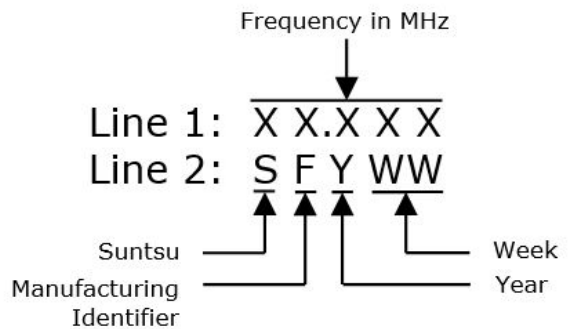 Frequency in MHz
Line 1: X X.X X X
Line 2: S F Y WW
Suntsu
Week
Manufacturing
Identifier
Year